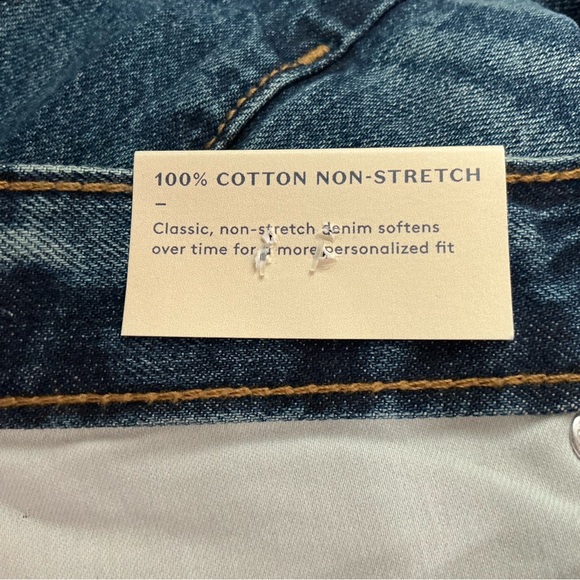 100% COTTON NON-STRETCH
–
Classic, non-stretch denim softens
over time for a more personalized fit